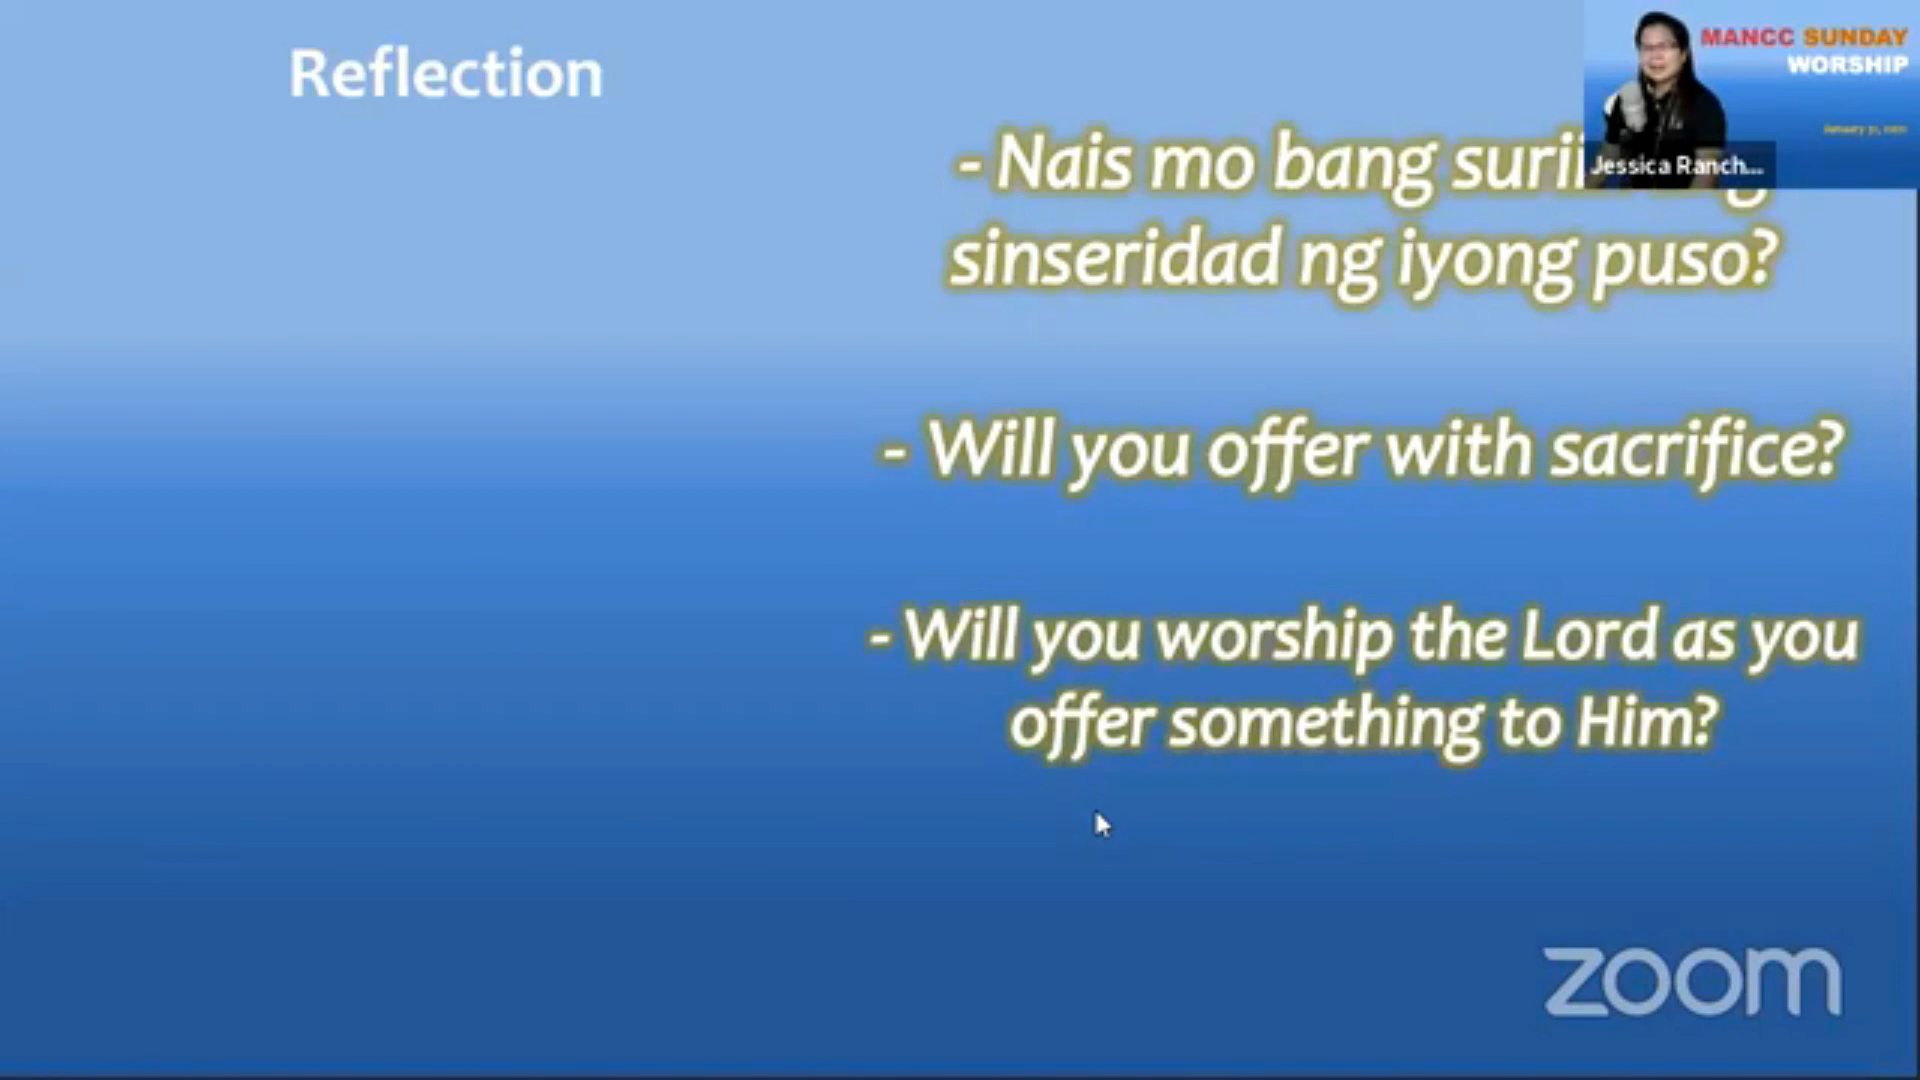 Reflection
MANCC SUNDAY
WORSHIP
Jessica Ranch...
- Nais mo bang
sinseridad ng iyong puso?
- Will you offer with sacrifice?
- Will you worship the Lord as you
offer something to Him?
zoom